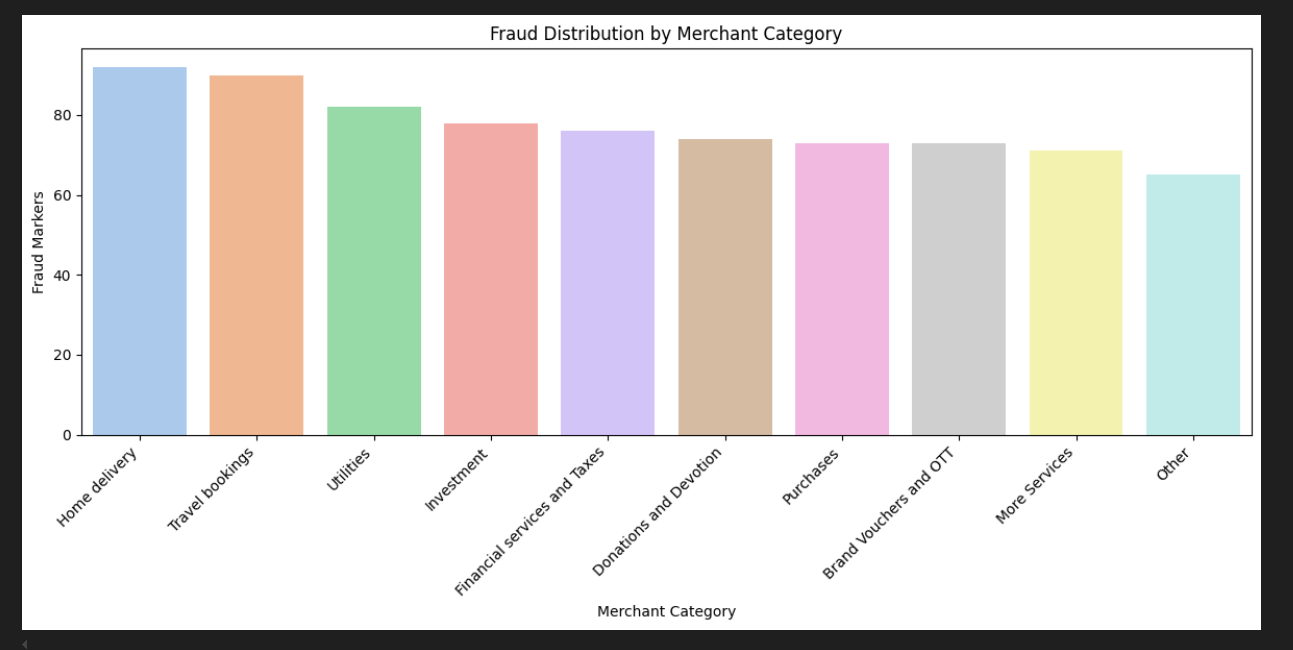 Fraud Distribution by Merchant Category
Fraud Markers
80
60
40
20
0
Home delivery
Travel bookings
Utilities
Investment
Financial services and Taxes
Donations and Devotion
Purchases
Brand Vouchers and OTT
More Services
Other
Merchant Category